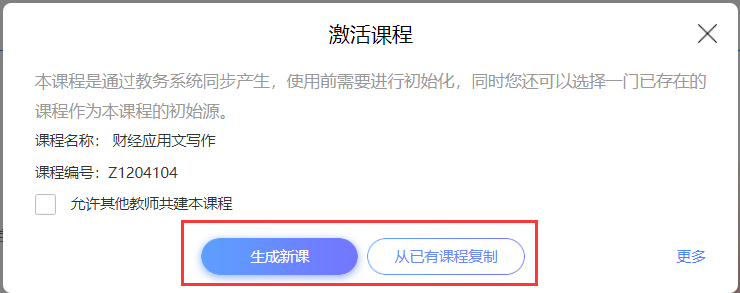 激活课程
本课程是通过教务系统同步产生，使用前需要进行初始化，同时您还可以选择一门已存在的
课程作为本课程的初始源。
课程名称： 财经应用文写作
课程编号：Z1204104
允许其他教师共建本课程
生成新课 从已有课程复制 更多